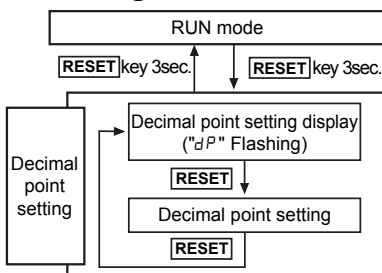 RUN mode
RESET key 3sec.
RESET key 3sec.
Decimal point setting display
("dP" Flashing)
RESET
Decimal
point
setting
Decimal point setting
RESET